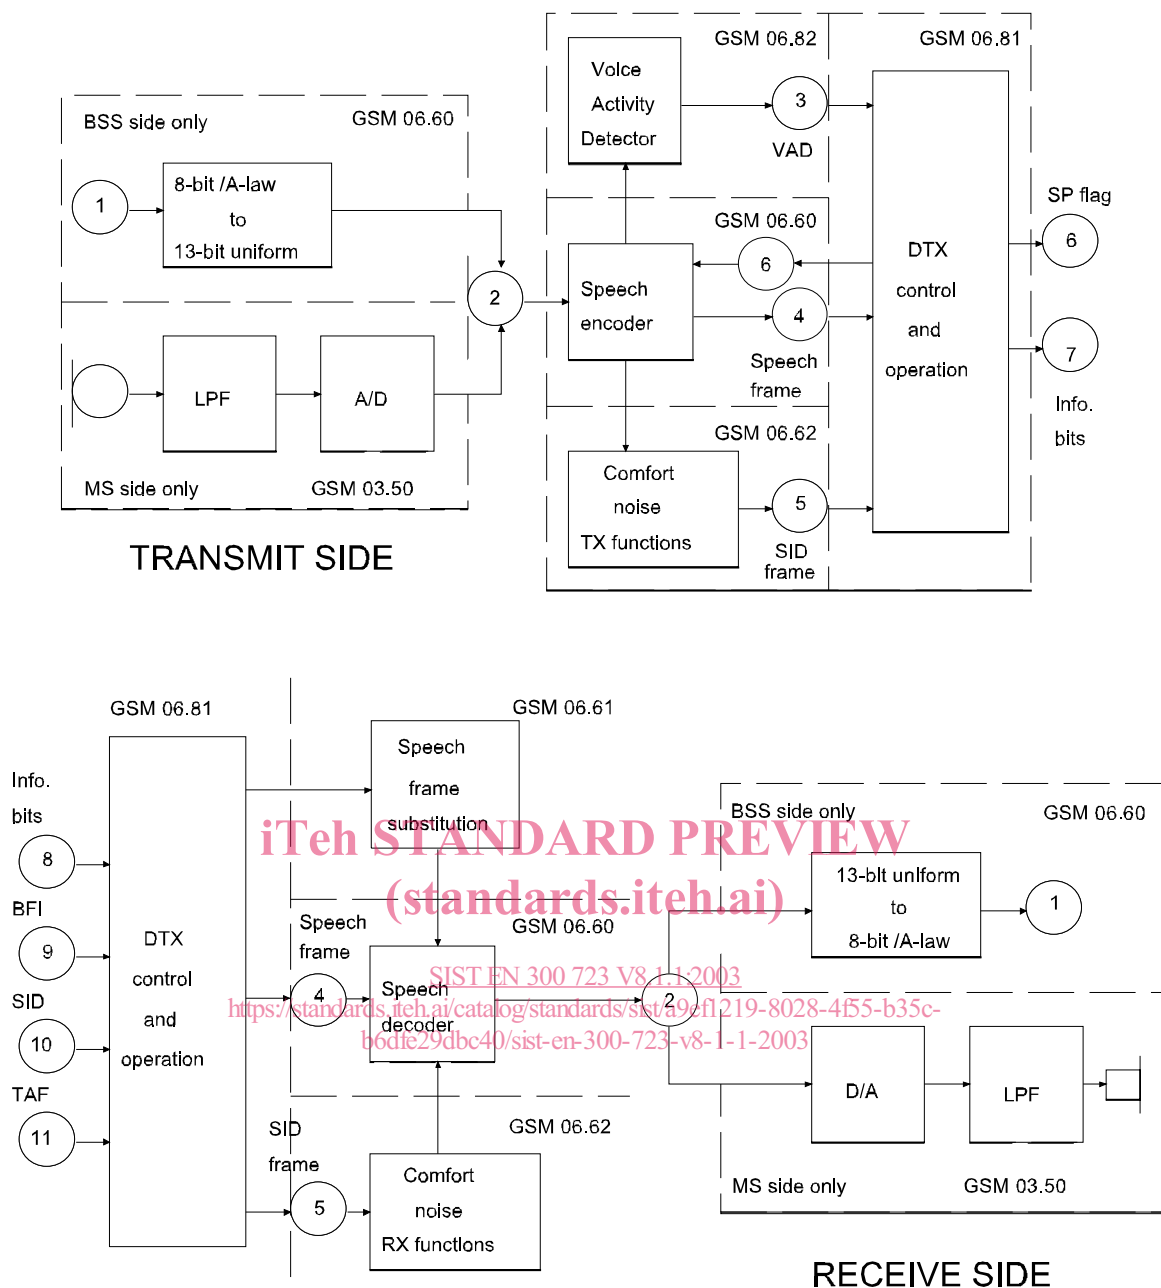 GSM 06.82
GSM 06.81
Volce
Activity
Detector
3
VAD
BSS side only
GSM 06.60
1
8-bit /A-law
to
13-bit uniform
2
LPF
A/D
MS side only
GSM 03.50
GSM 06.60
Speech
encoder
6
4
Speech
frame
GSM 06.62
Comfort
noise
TX functions
5
SID
frame
DTX
control
and
operation
SP flag
6
7
Info.
bits
TRANSMIT SIDE
GSM 06.81
GSM 06.61
Speech
frame
substitution
Info.
bits
8
BFI
9
SID
10
TAF
11
DTX
control
and
operation
Speech
frame
GSM 06.60
4
Speech
decoder
2
SID
frame
GSM 06.62
5
Comfort
noise
RX functions
BSS side only
GSM 06.60
13-blt unlform
to
8-bit /A-law
1
D/A
LPF
MS side only
GSM 03.50
RECEIVE SIDE
iTeh STANDARD PREVIEW
(standards.iteh.ai)
SIST EN 300 723 V8.1.1:2003
https://standards.iteh.ai/catalog/standards/sist/a9ef1219-8028-4f55-b35c-
b6dfe29dbc40/sist-en-300-723-v8-1-1-2003